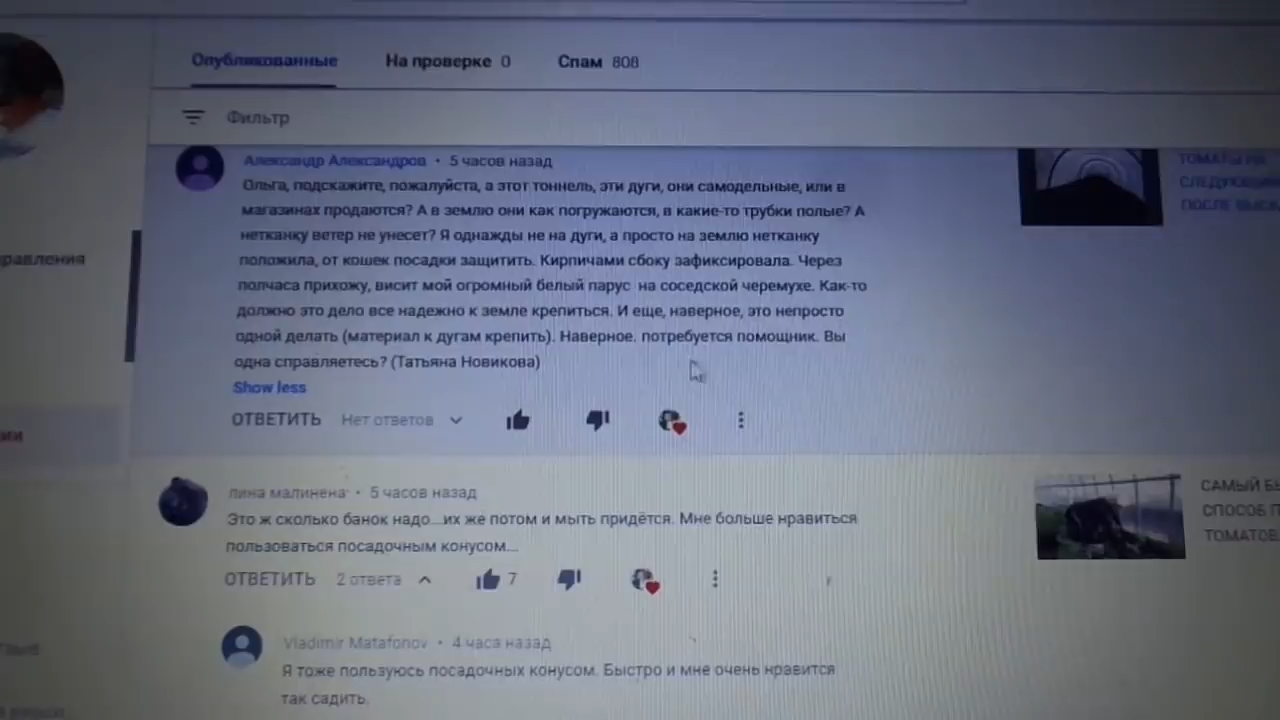 Опубликованные На проверке 0 Спам 808
Фильтр
Александр Александров • 5 часов назад
Ольга, подскажите, пожалуйста, а этот тоннель, эти дуги, они самодельные, или в
магазинах продаются? А в землю они как погружаются, в какие-то трубки полые? А
нетканку ветер не унесет? Я однажды не на дуги, а просто на землю нетканку
положила, от кошек посадки защитить. Кирпичами сбоку зафиксировала. Через
полчаса прихожу, висит мой огромный белый парус на соседской черемухе. Как-то
должно это дело все надежно к земле крепиться. И еще, наверное, это непросто
одной делать (материал к дугам крепить). Наверное. потребуется помощник. Вы
одна справляетесь? (Татьяна Новикова)
Show less
ОТВЕТИТЬ Нет ответов
ТОМАТЫ НА
СЛЕДУЮЩИЙ
ПОСЛЕ
равления
ии
лина малинена • 5 часов назад
Это ж сколько банок надо...их же потом и мыть придётся. Мне больше нравиться
пользоваться посадочным конусом....
ОТВЕТИТЬ 2 ответа 7
САМЫЙ БЫ
СПОСОБ П
ТОМАТОВ
Vladimir Matafonov • 4 часа назад
Я тоже пользуюсь посадочных конусом. Быстро и мне очень нравится
так садить.